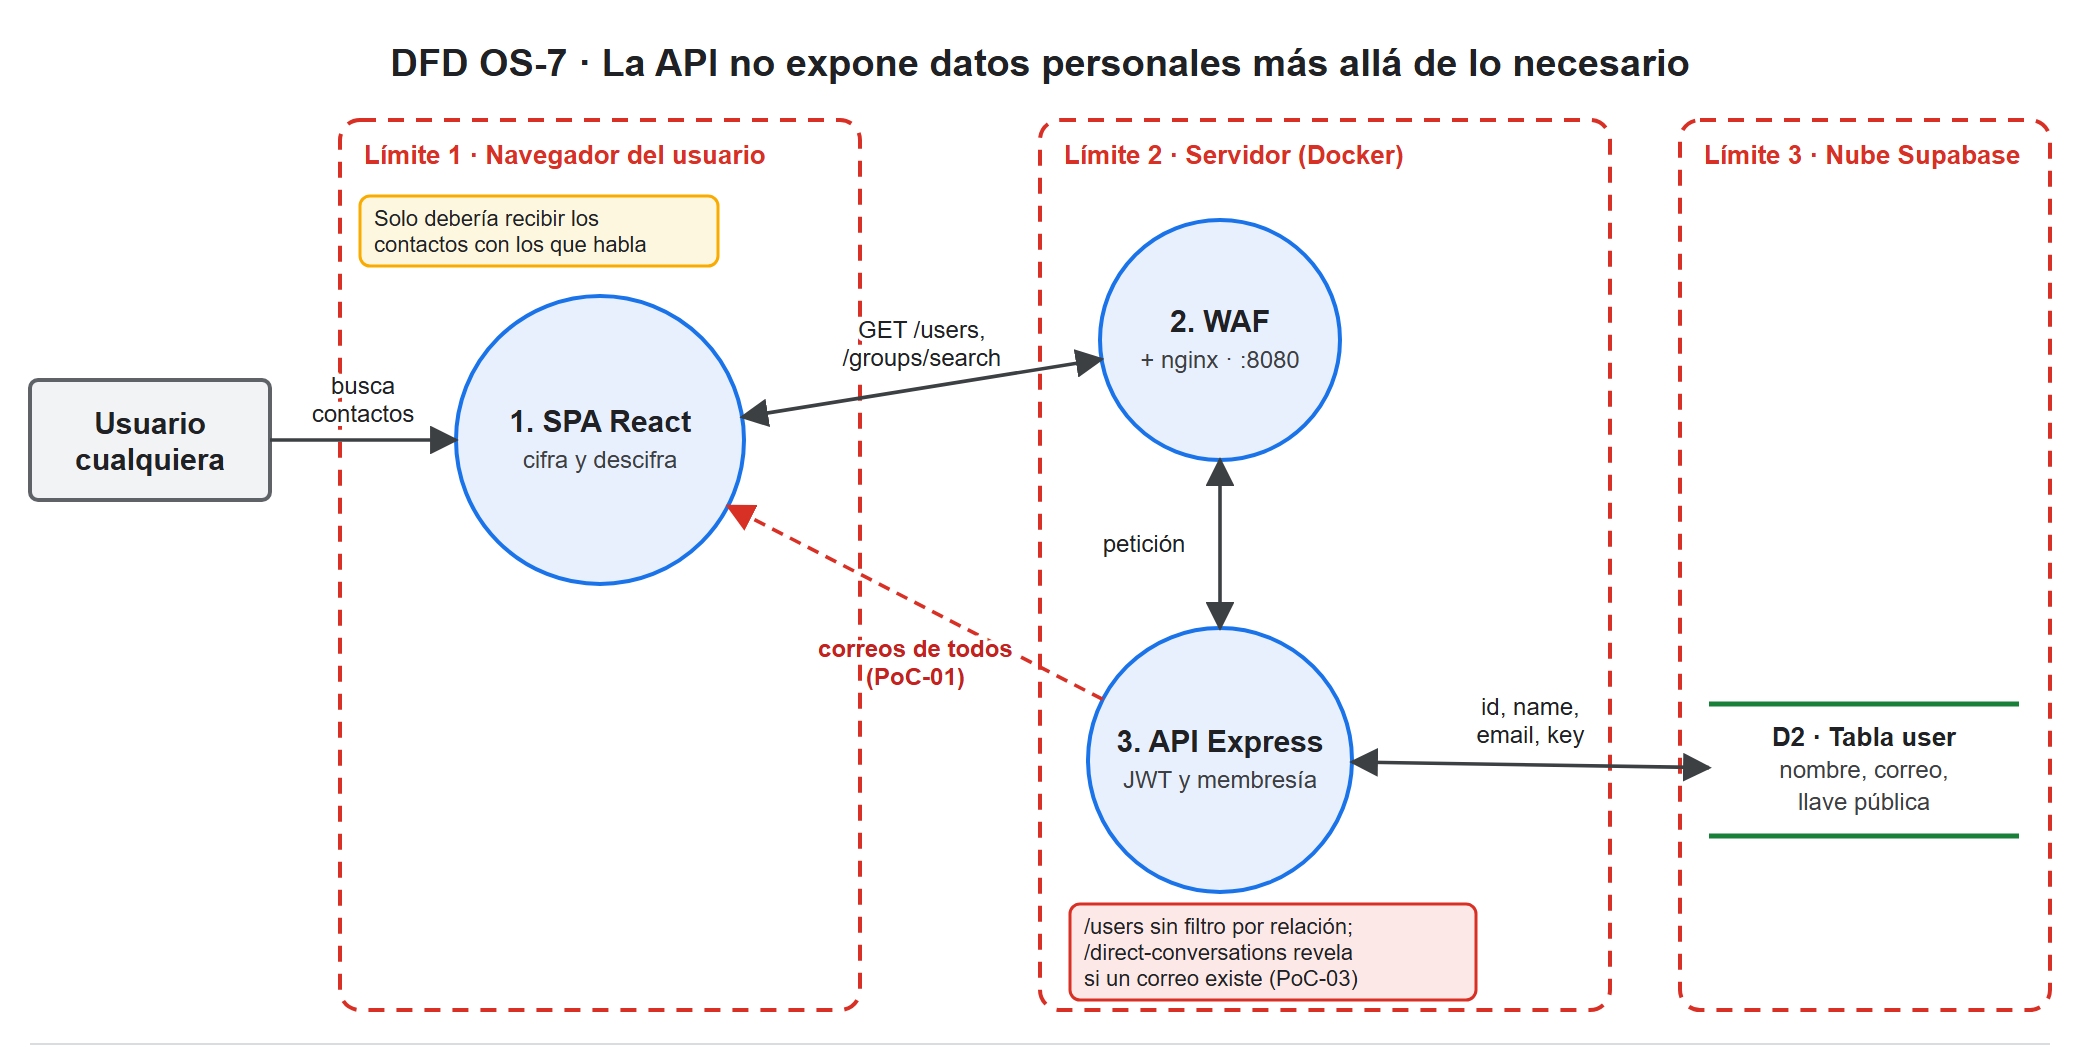 DFD OS-7 · La API no expone datos personales más allá de lo necesario
Límite 1 · Navegador del usuario
Solo debería recibir los
contactos con los que habla
Usuario
cualquiera
busca
contactos
1. SPA React
cifra y descifra
GET /users,
/groups/search
correos de todos
(PoC-01)
Límite 2 · Servidor (Docker)
2. WAF
+ nginx · :8080
petición
3. API Express
JWT y membresía
/users sin filtro por relación;
/direct-conversations revela
si un correo existe (PoC-03)
id, name,
email, key
Límite 3 · Nube Supabase
D2 · Tabla user
nombre, correo,
llave pública